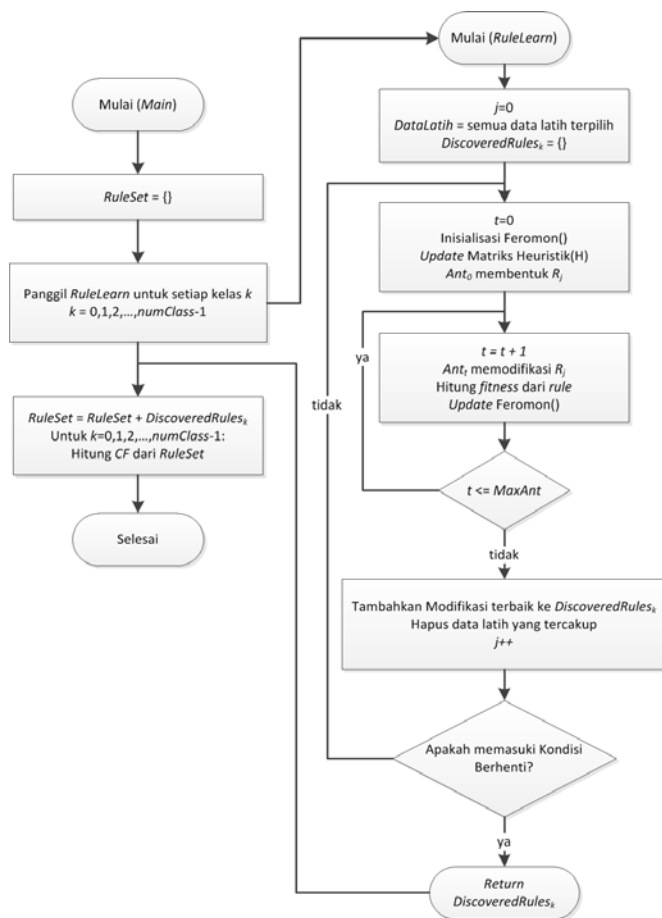 Mulai (Main)
RuleSet = {}
Panggil RuleLearn untuk setiap kelas k
k = 0,1,2,...,numClass-1
RuleSet = RuleSet + DiscoveredRulesₖ
Untuk k=0,1,2,...,numClass-1:
Hitung CF dari RuleSet
Selesai
Mulai (RuleLearn)
j=0
DataLatih = semua data latih terpilih
DiscoveredRulesₖ = {}
t=0
Inisialisasi Feromon()
Update Matriks Heuristik(H)
Ant₀ membentuk Rⱼ
ya
t = t + 1
Antₜ memodifikasi Rⱼ
Hitung fitness dari rule
Update Feromon()
tidak
t <= MaxAnt
tidak
Tambahkan Modifikasi terbaik ke DiscoveredRulesₖ
Hapus data latih yang tercakup
j++
Apakah memasuki Kondisi
Berhenti?
ya
Return
DiscoveredRulesₖ